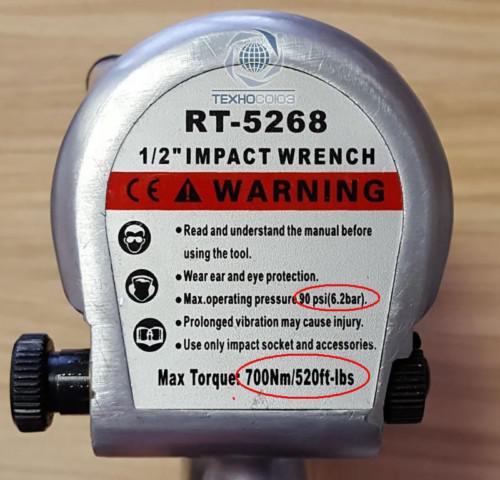 ТЕХНОСОЮЗ
RT-5268
1/2" IMPACT WRENCH
CE WARNING
•Read and understand the manual before
using the tool.
•Wear ear and eye protection.
•Max.operating pressure 90 psi(6.2bar).
•Prolonged vibration may cause injury.
•Use only impact socket and accessories.
Max Torque: 700Nm/520ft-lbs